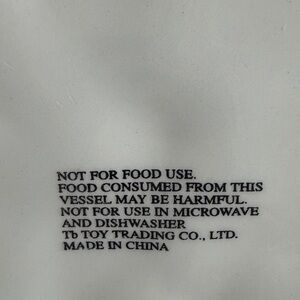 NOT FOR FOOD USE.
FOOD CONSUMED FROM THIS
VESSEL MAY BE HARMFUL.
NOT FOR USE IN MICROWAVE
AND DISHWASHER
Tb TOY TRADING CO., LTD.
MADE IN CHINA